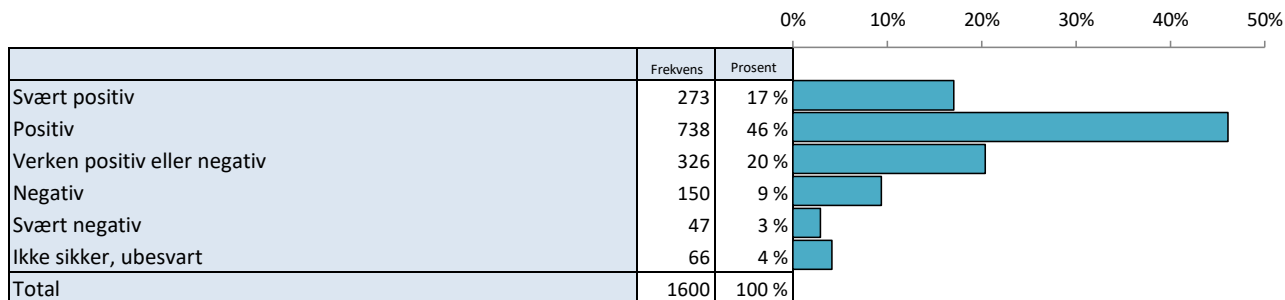 0% 10% 20% 30% 40% 50%
Frekvens Prosent
Svært positiv 273 17 %
Positiv 738 46 %
Verken positiv eller negativ 326 20 %
Negativ 150 9 %
Svært negativ 47 3 %
Ikke sikker, ubesvart 66 4 %
Total 1600 100 %